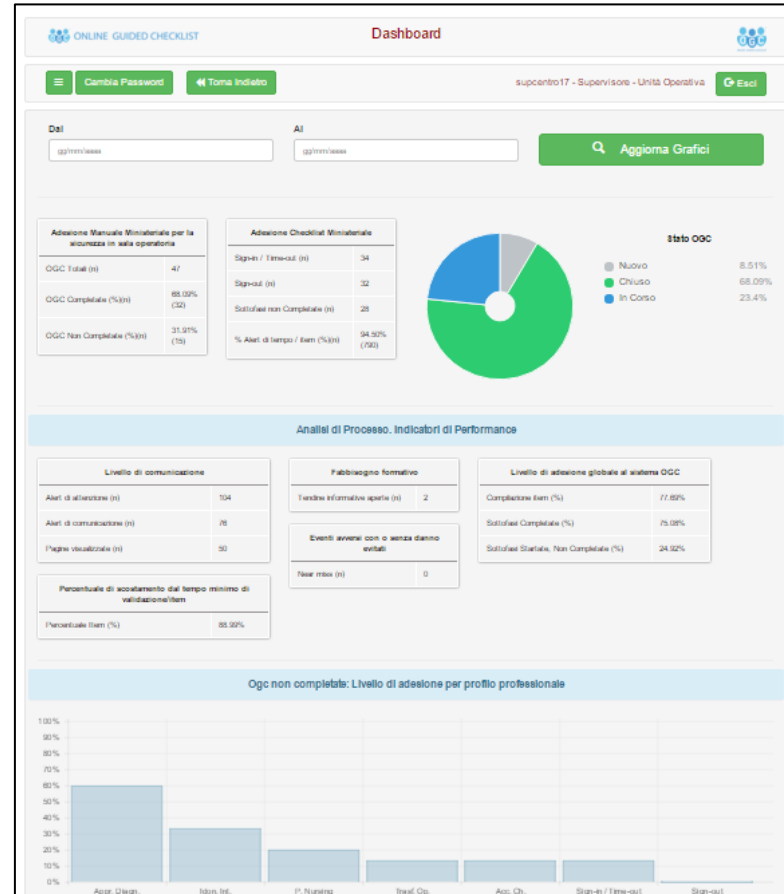 ONLINE GUIDED CHECKLIST
Dashboard
OGC
Cambia Password
Torna Indietro
supcentro17 - Supervisore - Unità Operativa
Esci
Dal
Al
gg/mm/aaaa
gg/mm/aaaa
Aggiorna Grafici
Adesione Manuale Ministeriale per la
sicurezza in sala operatoria
OGC Totali (n) 47
OGC Completate (%)(n) 68.09%
(32)
OGC Non Completate (%)(n) 31.91%
(15)
Adesione Checklist Ministeriale
Sign-in / Time-out (n) 34
Sign-out (n) 32
Sottofasi non Completate (n) 28
% Alert di tempo / item (%)(n) 94.50%
(790)
Stato OGC
Nuovo 8.51%
Chiuso 68.09%
In Corso 23.4%
Analisi di Processo. Indicatori di Performance
Livello di comunicazione
Alert di attenzione (n) 104
Alert di comunicazione (n) 76
Pagine visualizzate (n) 50
Percentuale di scostamento dal tempo minimo di
validazione/item
Percentuale Item (%) 88.99%
Fabbisogno formativo
Tendine informative aperte (n) 2
Eventi avversi con o senza danno
evitati
Near miss (n) 0
Livello di adesione globale al sistema OGC
Compilazione item (%) 77.69%
Sottofasi Completate (%) 75.08%
Sottofasi Startate, Non Completate (%) 24.92%
Ogc non completate: Livello di adesione per profilo professionale
100%
90%
80%
70%
60%
50%
40%
30%
20%
10%
0%
Appr. Diagn. Idon. Int. P. Nursing Trasf. Op. Acc. Ch. Sign-in / Time-out Sign-out